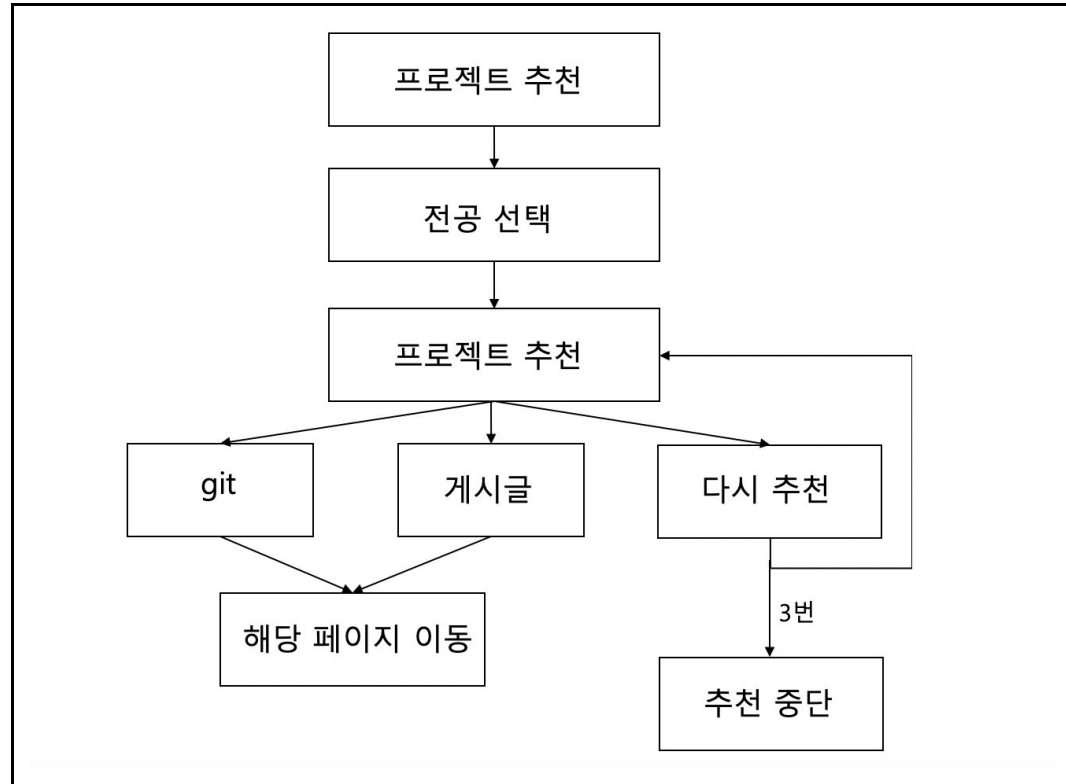 프로젝트 추천
전공 선택
프로젝트 추천
git
게시글
다시 추천
해당 페이지 이동
3번
추천 중단